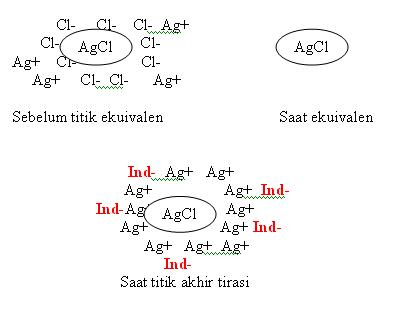 Cl- Cl- Cl- Ag+
Cl- AgCl Cl-
Ag+ Cl- Cl-
Ag+ Cl- Cl- Ag+
AgCl
Sebelum titik ekuivalen
Saat ekuivalen
Ind- Ag+ Ag+
Ag+ Ag+ Ind-
Ind- Ag+ AgCl Ag+
Ag+ Ag+ Ind-
Ag+ Ag+ Ag+
Ind-
Saat titik akhir tirasi